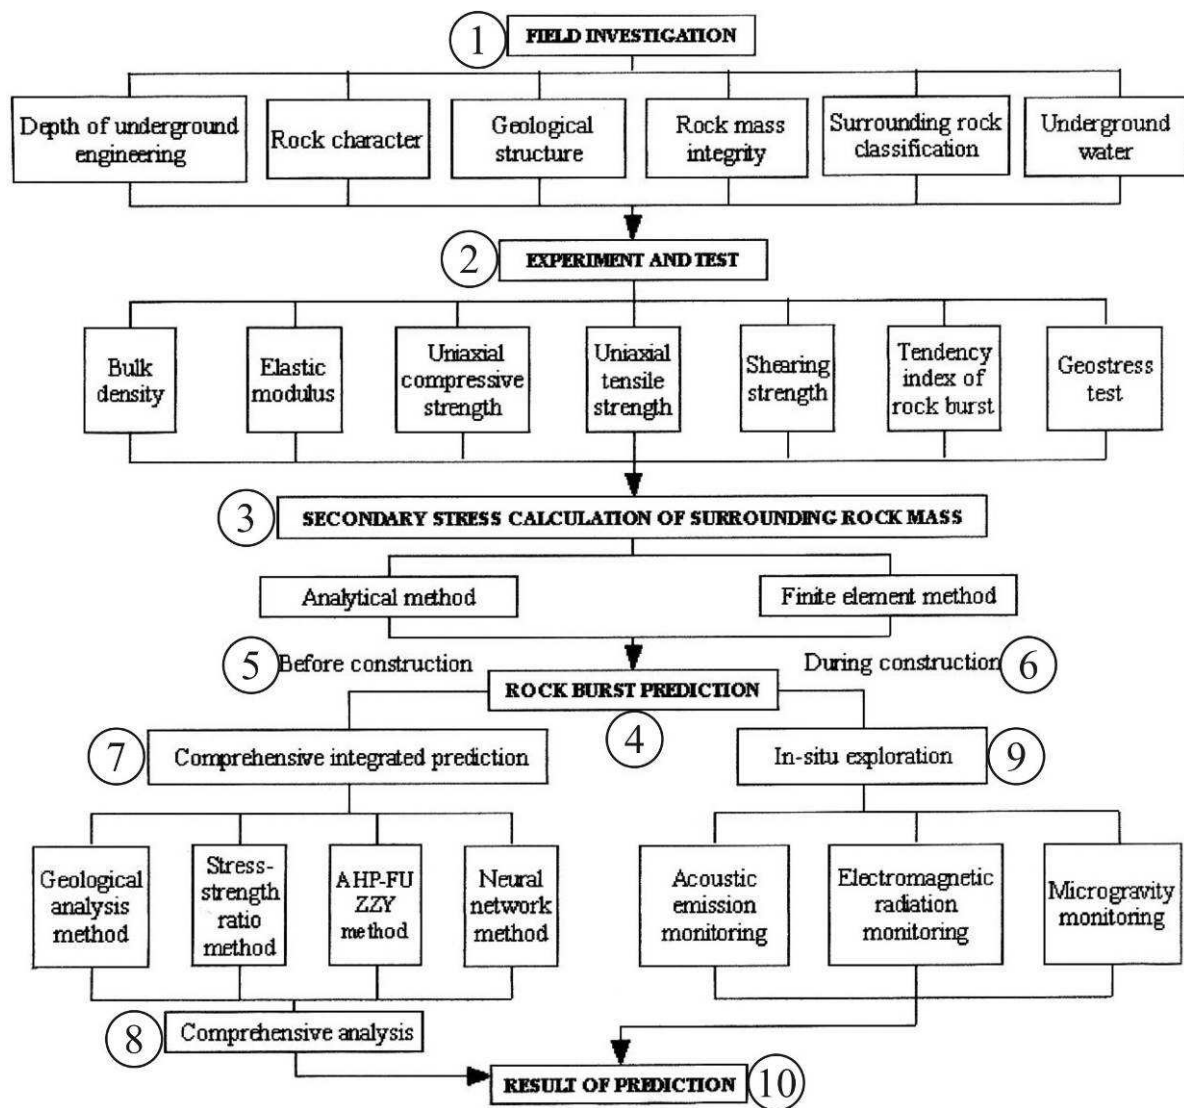 1
FIELD INVESTIGATION
Depth of underground
engineering
Rock character
Geological
structure
Rock mass
integrity
Surrounding rock
classification
Underground
water
2
EXPERIMENT AND TEST
Bulk
density
Elastic
modulus
Uniaxial
compressive
strength
Uniaxial
tensile
strength
Shearing
strength
Tendency
index of
rock burst
Geostress
test
3
SECONDARY STRESS CALCULATION OF SURROUNDING ROCK MASS
Analytical method
Finite element method
5
Before construction
During construction
6
ROCK BURST PREDICTION
4
7
Comprehensive integrated prediction
In-situ exploration
9
Geological
analysis
method
Stress-
strength
ratio
method
AHP-FU
ZZY
method
Neural
network
method
Acoustic
emission
monitoring
Electromagnetic
radiation
monitoring
Microgravity
monitoring
8
Comprehensive analysis
RESULT OF PREDICTION
10